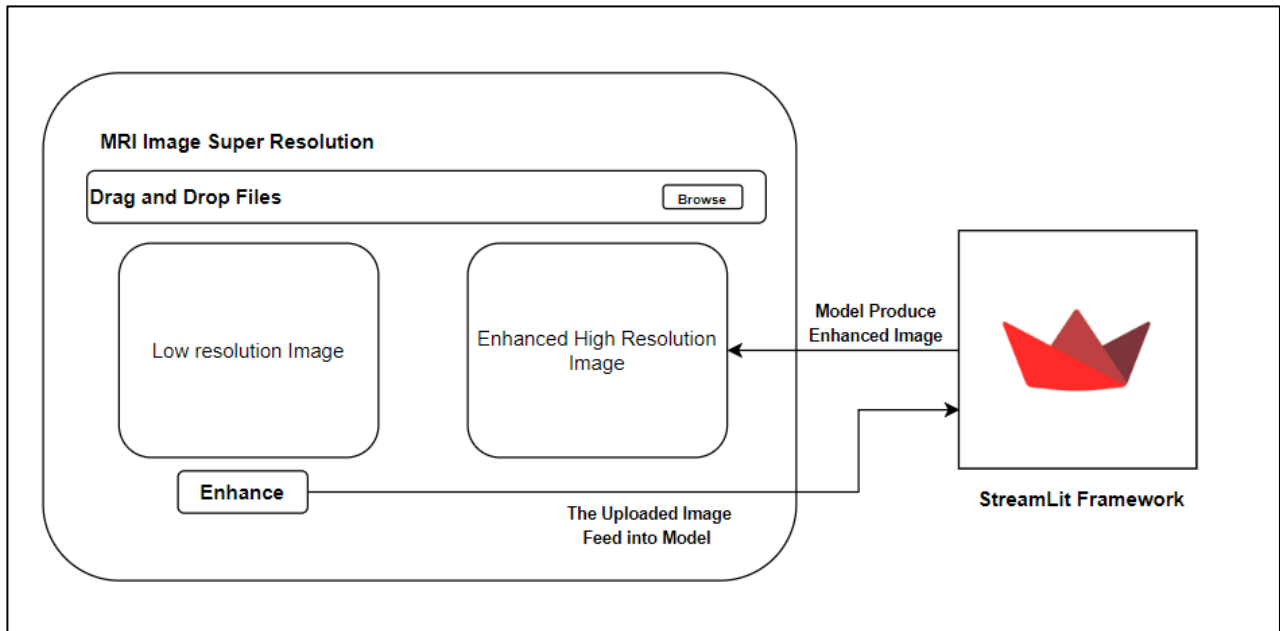 MRI Image Super Resolution
Drag and Drop Files
Browse
Low resolution Image
Enhanced High Resolution
Image
Model Produce
Enhanced Image
Enhance
The Uploaded Image
Feed into Model
StreamLit Framework